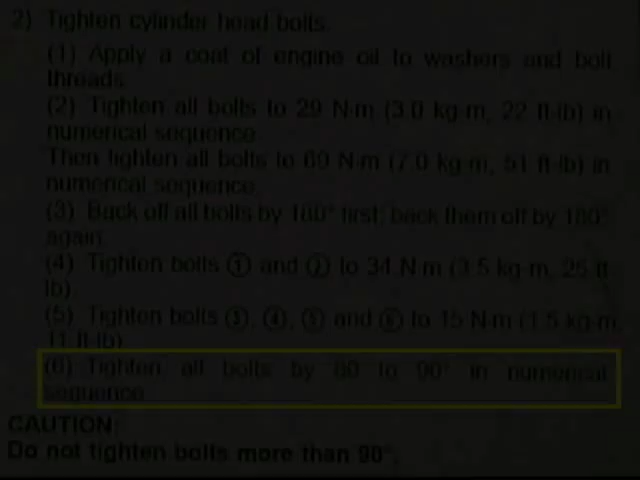 2) Tighten cylinder head bolts.
(1) Apply a coat of engine oil to washers and bolt
threads.
(2) Tighten all bolts to 29 N·m (3.0 kg-m, 22 ft-lb) in
numerical sequence.
Then tighten all bolts to 69 N·m (7.0 kg-m, 51 ft-lb) in
numerical sequence.
(3) Back off all bolts by 180° first; back them off by 180°
again.
(4) Tighten bolts ① and ② to 34 N·m (3.5 kg-m, 25 ft-
lb).
(5) Tighten bolts ③, ④, ⑤ and ⑥ to 15 N·m (1.5 kg-m,
11 ft-lb).
(6) Tighten all bolts by 80 to 90° in numerical
sequence.
CAUTION:
Do not tighten bolts more than 90°.